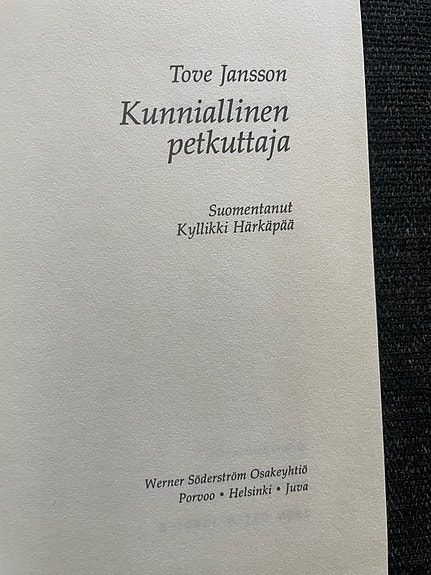 Tove Jansson
Kunniallinen
petkuttaja
Suomentanut
Kyllikki Härkäpää
Werner Söderström Osakeyhtiö
Porvoo • Helsinki • Juva